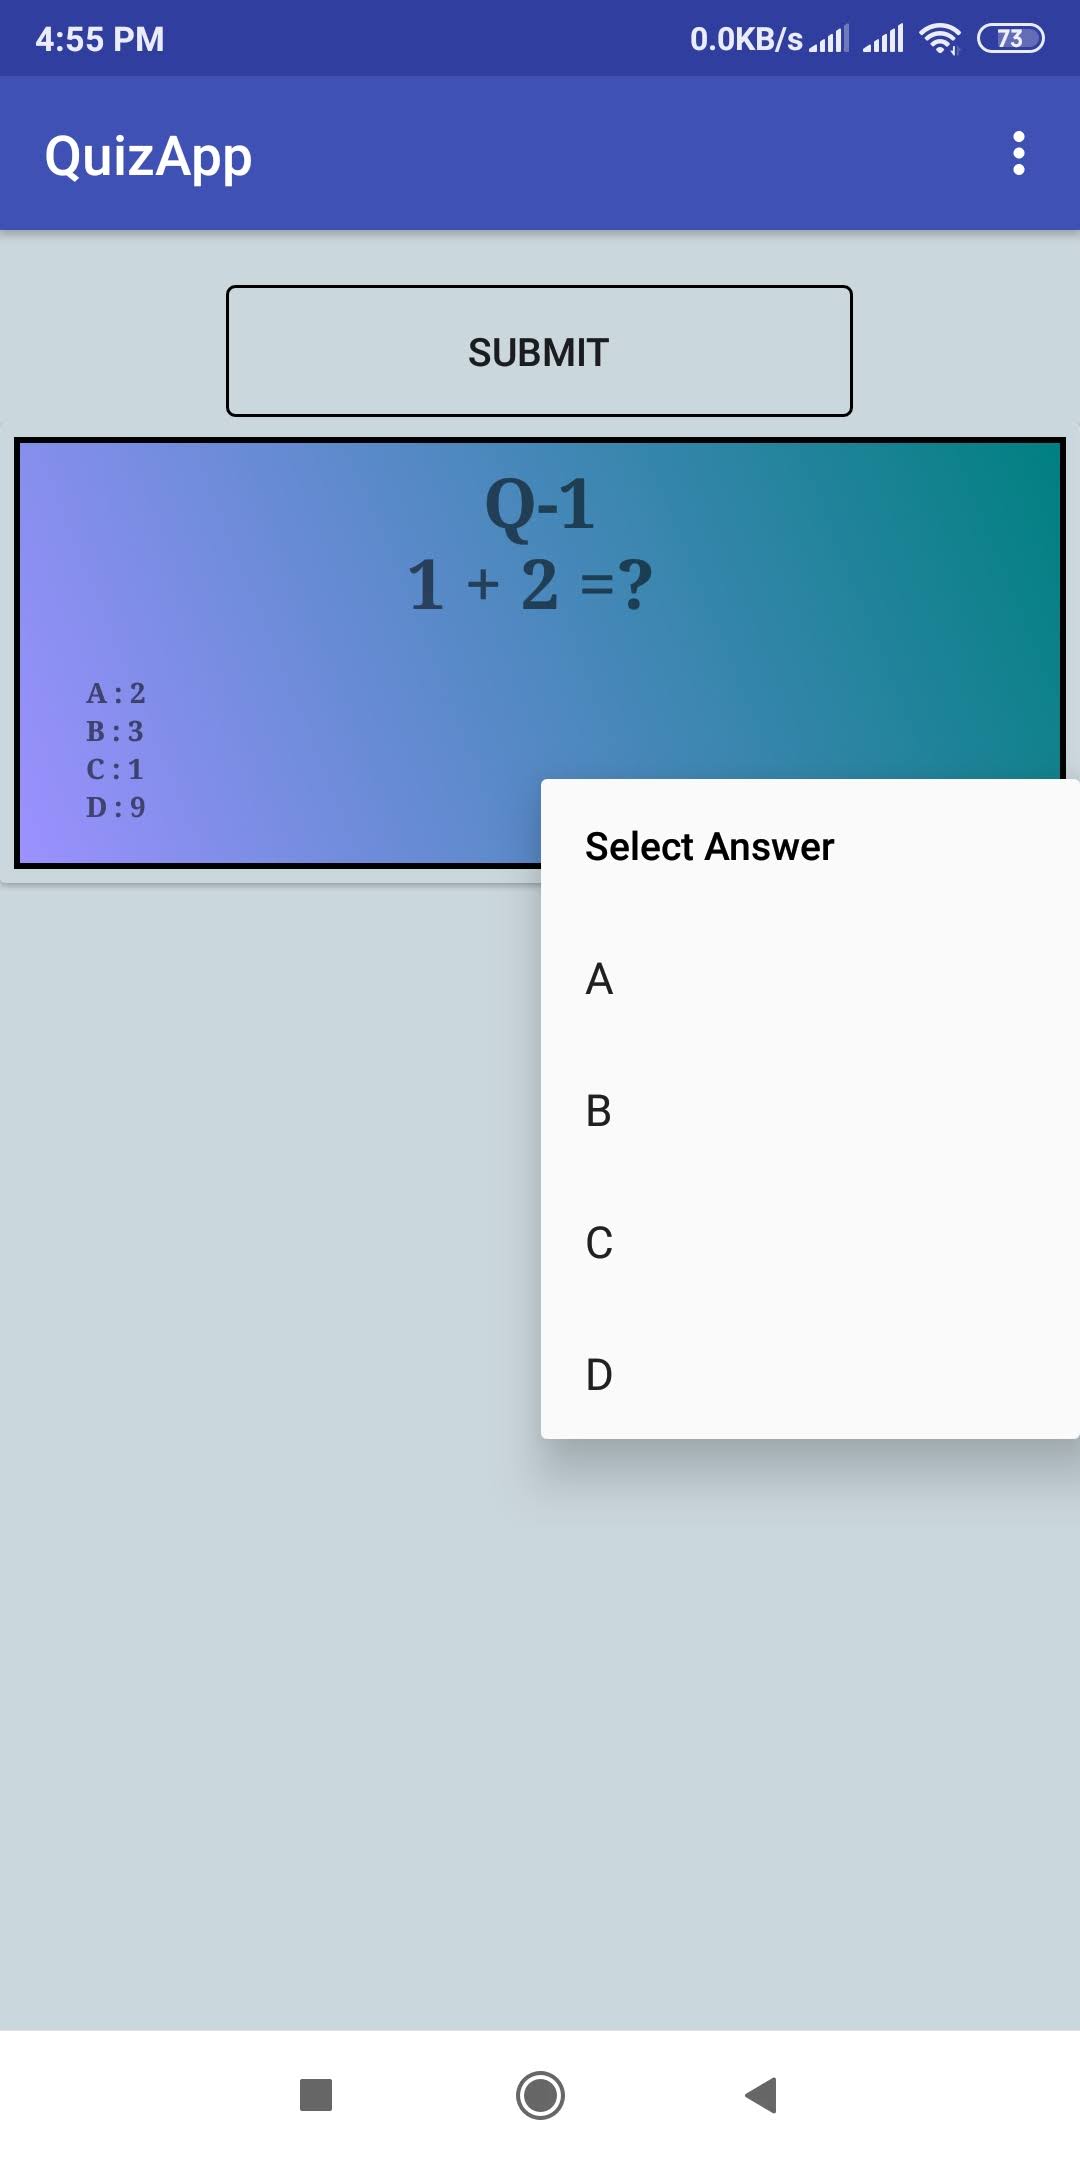 4:55 PM 0.0KB/s 73
QuizApp
SUBMIT
Q-1
1 + 2 =?
A : 2
B : 3
C : 1
D : 9
Select Answer
A
B
C
D